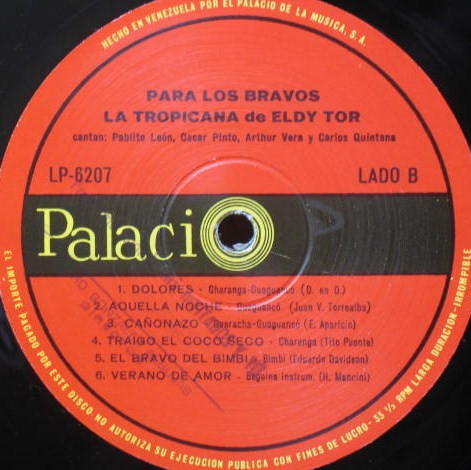 HECHO EN VENEZUELA POR EL PALACIO DE LA MUSICA, S.A.
PARA LOS BRAVOS
LA TROPICANA de ELDY TOR
cantan: Pablito León, Cacar Pinto, Arthur Vera y Carlos Quintana
LP-6207 LADO B
Palacio
1. DOLORES - Charanga-Guaguancó (D. en D.)
2. AQUELLA NOCHE - Guaguancó (Juan V. Torrealba)
3. CAÑONAZO - Guaracha-Guaguancó (E. Aparicio)
4. TRAIGO EL COCO SECO - Charanga (Tito Puente)
5. EL BRAVO DEL BIMBI - Bimbi (Eduardo Davidson)
6. VERANO DE AMOR - Beguine Instrum. (H. Mancini)
EL IMPORTE PAGADO POR ESTE DISCO NO AUTORIZA SU EJECUCION PUBLICA CON FINES DE LUCRO - 33 ⅓ RPM LARGA DURACION - IRROMPIBLE